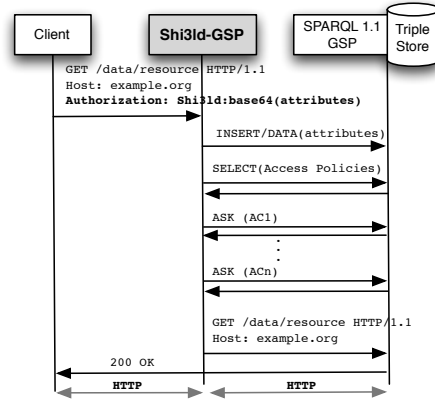 Client
Shi3ld-GSP
SPARQL 1.1
GSP
Triple
Store
GET /data/resource HTTP/1.1
Host: example.org
Authorization: Shi3ld:base64(attributes)
INSERT/DATA(attributes)
SELECT(Access Policies)
ASK (AC1)
ASK (ACn)
GET /data/resource HTTP/1.1
Host: example.org
200 OK
HTTP
HTTP